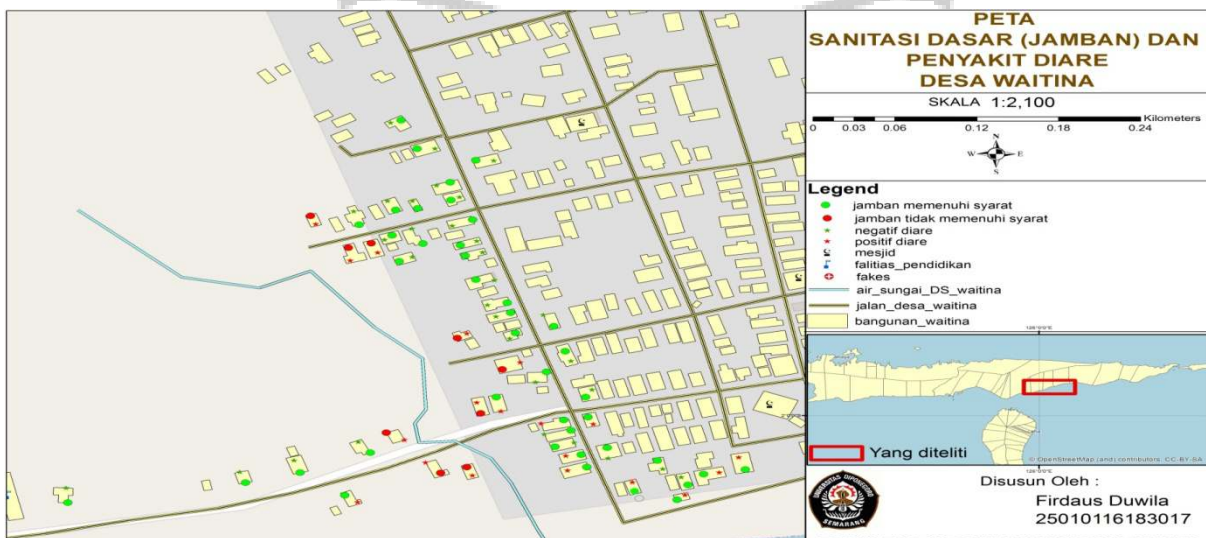 PETA
SANITASI DASAR (JAMBAN) DAN
PENYAKIT DIARE
DESA WAITINA
SKALA 1:2,100
Kilometers
0 0.03 0.06 0.12 0.18 0.24
N
W E
S
Legend
jamban memenuhi syarat
jamban tidak memenuhi syarat
negatif diare
positif diare
mesjid
falitias_pendidikan
fakes
air_sungai_DS_waitina
jalan_desa_waitina
bangunan_waitina
Yang diteliti
© OpenStreetMap (and) contributors, CC-BY-SA
UNIVERSITAS DIPONEGORO
SEMARANG
Disusun Oleh :
Firdaus Duwila
25010116183017